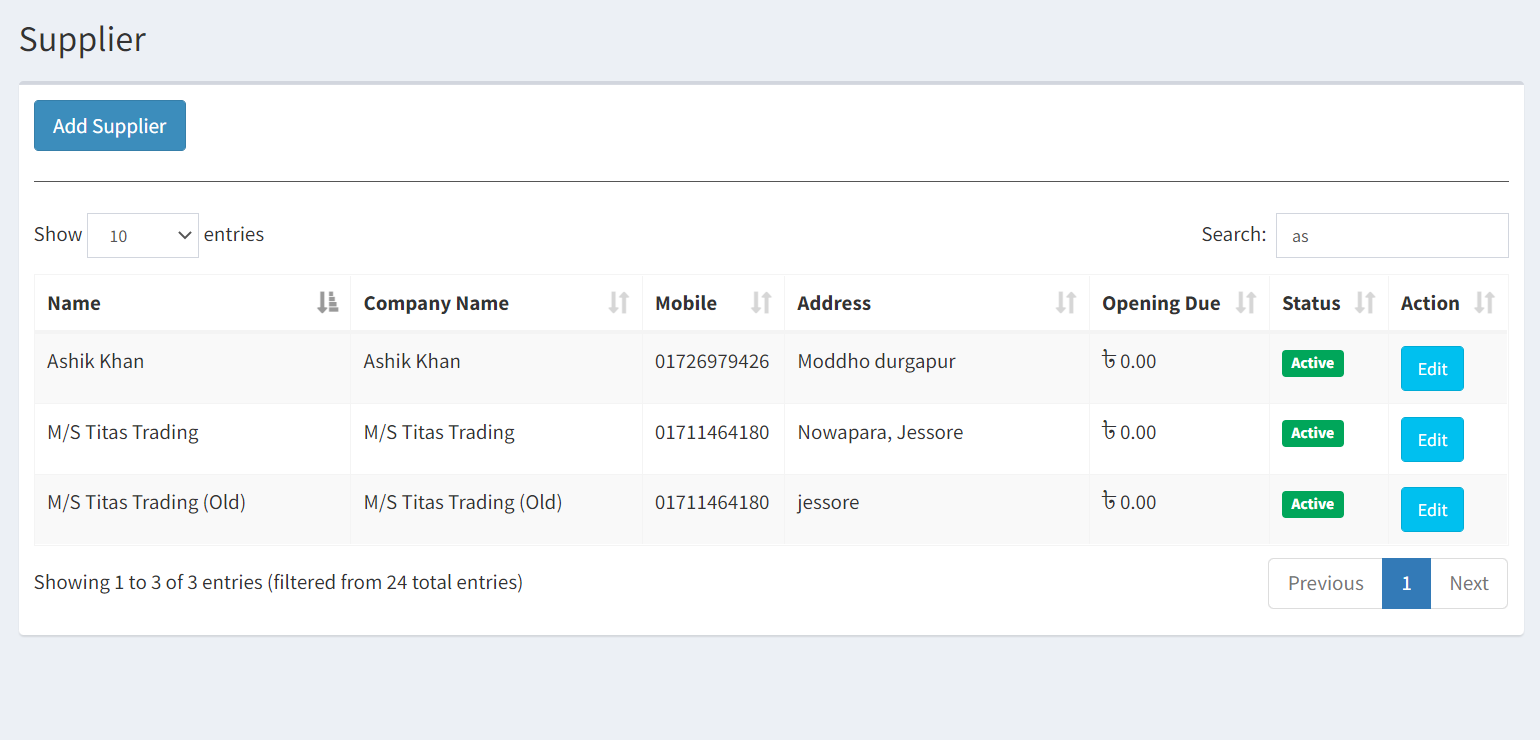 Supplier
Add Supplier
Show 10 entries Search: as
Name Company Name Mobile Address Opening Due Status Action
Ashik Khan Ashik Khan 01726979426 Moddho durgapur ৳ 0.00 Active Edit
M/S Titas Trading M/S Titas Trading 01711464180 Nowapara, Jessore ৳ 0.00 Active Edit
M/S Titas Trading (Old) M/S Titas Trading (Old) 01711464180 jessore ৳ 0.00 Active Edit
Showing 1 to 3 of 3 entries (filtered from 24 total entries) Previous 1 Next